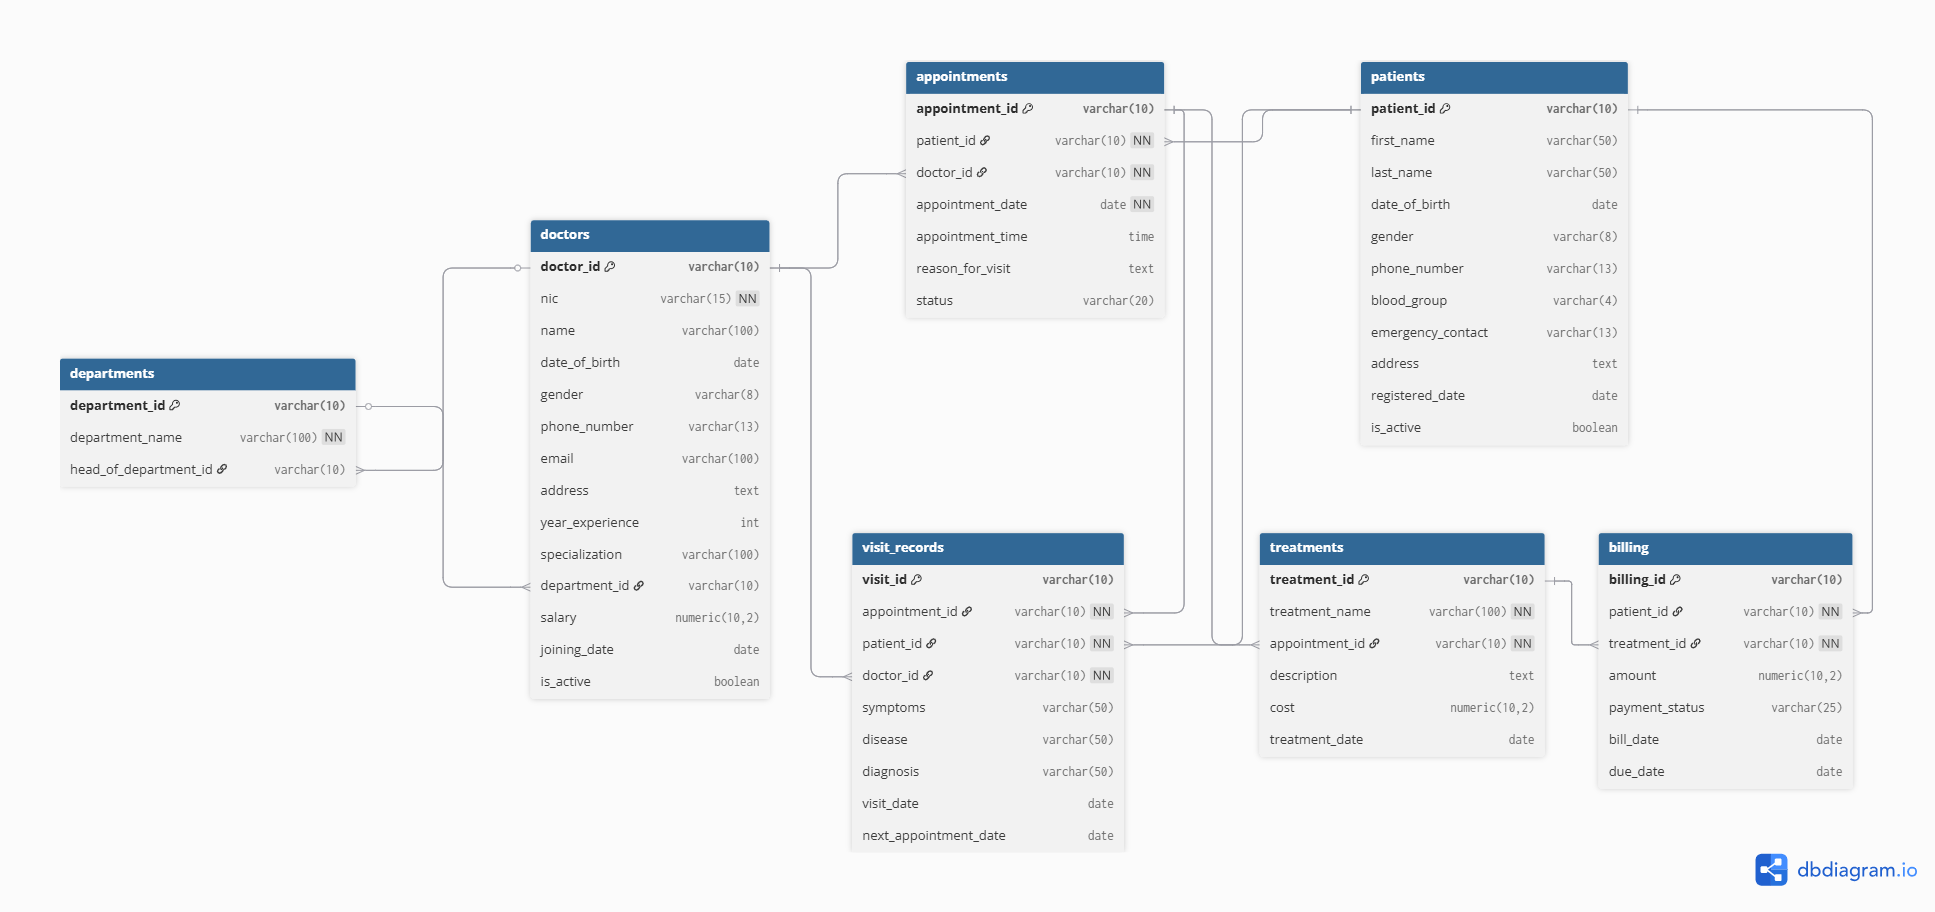 appointments
appointment_id varchar(10)
patient_id varchar(10) NN
doctor_id varchar(10) NN
appointment_date date NN
appointment_time time
reason_for_visit text
status varchar(20)
patients
patient_id varchar(10)
first_name varchar(50)
last_name varchar(50)
date_of_birth date
gender varchar(8)
phone_number varchar(13)
blood_group varchar(4)
emergency_contact varchar(13)
address text
registered_date date
is_active boolean
doctors
doctor_id varchar(10)
nic varchar(15) NN
name varchar(100)
date_of_birth date
gender varchar(8)
phone_number varchar(13)
email varchar(100)
address text
year_experience int
specialization varchar(100)
department_id varchar(10)
salary numeric(10,2)
joining_date date
is_active boolean
departments
department_id varchar(10)
department_name varchar(100) NN
head_of_department_id varchar(10)
visit_records
visit_id varchar(10)
appointment_id varchar(10) NN
patient_id varchar(10) NN
doctor_id varchar(10) NN
symptoms varchar(50)
disease varchar(50)
diagnosis varchar(50)
visit_date date
next_appointment_date date
treatments
treatment_id varchar(10)
treatment_name varchar(100) NN
appointment_id varchar(10) NN
description text
cost numeric(10,2)
treatment_date date
billing
billing_id varchar(10)
patient_id varchar(10) NN
treatment_id varchar(10) NN
amount numeric(10,2)
payment_status varchar(25)
bill_date date
due_date date
dbdiagram.io